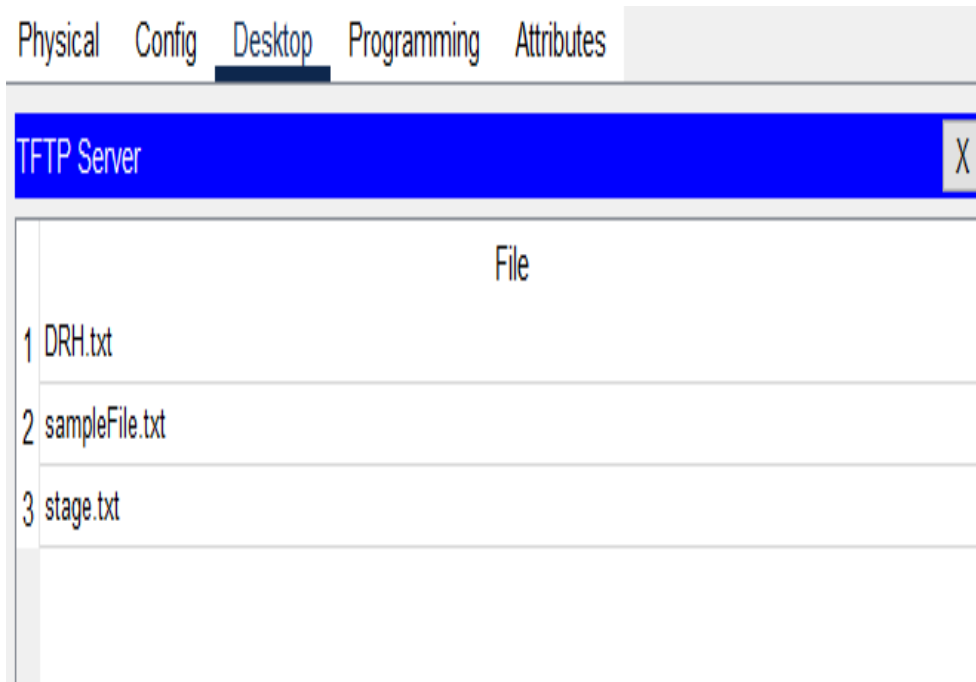 Physical Config Desktop Programming Attributes
TFTP Server X
File
1 DRH.txt
2 sampleFile.txt
3 stage.txt